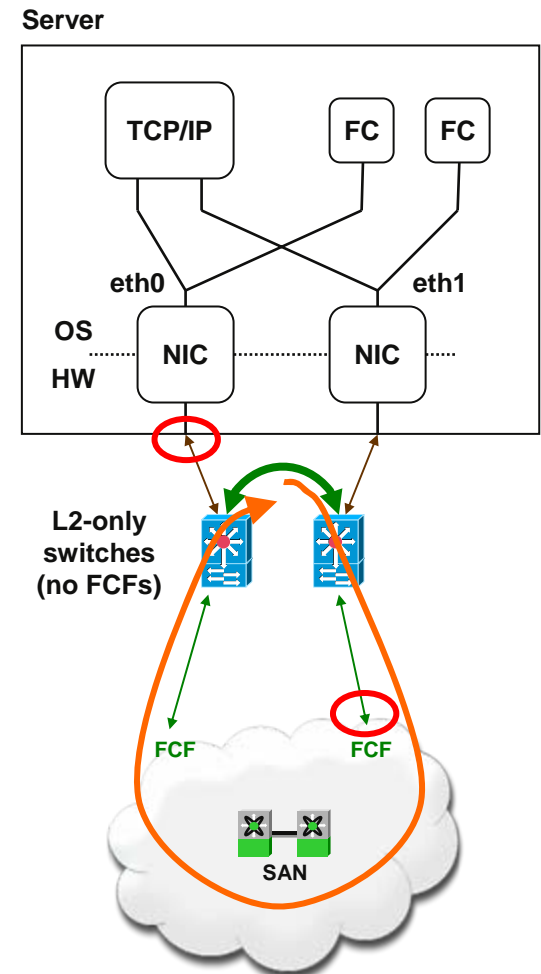 Server
TCP/IP
FC
FC
eth0
eth1
OS
NIC
NIC
HW
L2-only
switches
(no FCFs)
FCF
FCF
SAN